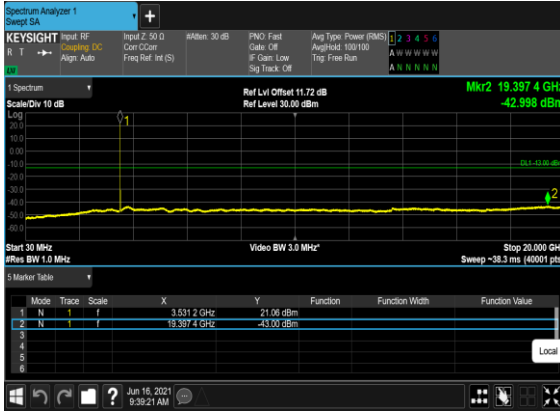 Spectrum Analyzer 1
Swept SA
+
KEYSIGHT Input: RF Input Z: 50 Ω #Atten: 30 dB PNO: Fast Avg Type: Power (RMS) 1 2 3 4 5 6
R T Coupling: DC Corr CCorr Gate: Off Avg|Hold: 100/100 A W W W W W
Align: Auto Freq Ref: Int (S) IF Gain: Low Trig: Free Run
Sig Track: Off A N N N N N
1 Spectrum Ref Lvl Offset 11.72 dB Mkr2 19.397 4 GHz
Scale/Div 10 dB Ref Level 30.00 dBm -42.998 dBm
Log
20.0
10.0
0.00
-10.0
-20.0
-30.0
-40.0
-50.0
-60.0
1
DL1 -13.00 dBm
2
Start 30 MHz Video BW 3.0 MHz* Stop 20.000 GHz
#Res BW 1.0 MHz Sweep ~38.3 ms (40001 pts)
5 Marker Table
Mode Trace Scale X Y Function Function Width Function Value
1 N 1 f 3.531 2 GHz 21.06 dBm
2 N 1 f 19.397 4 GHz -43.00 dBm
3
4
5
6
Local
? Jun 16, 2021
9:39:21 AM